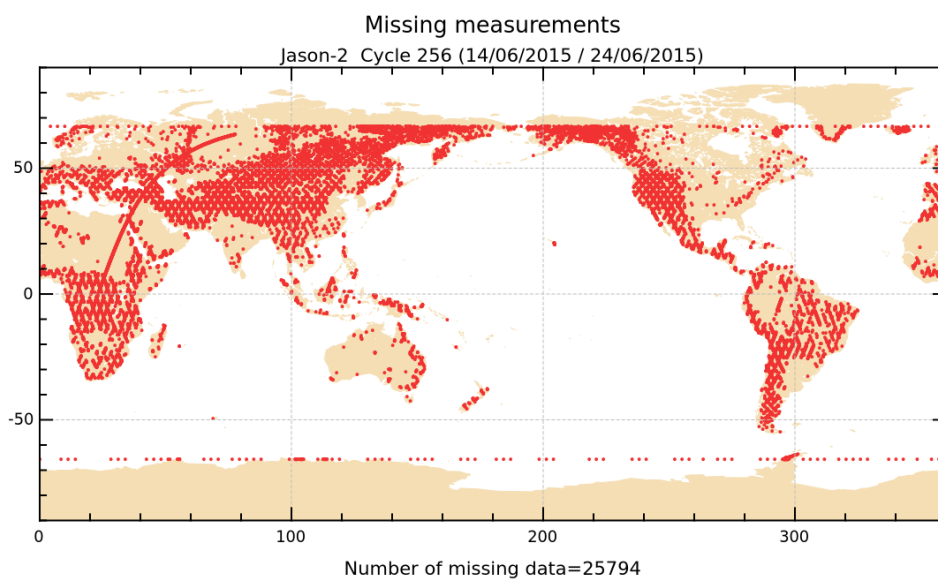 Missing measurements
Jason-2 Cycle 256 (14/06/2015 / 24/06/2015)
50
0
-50
0 100 200 300
Number of missing data=25794